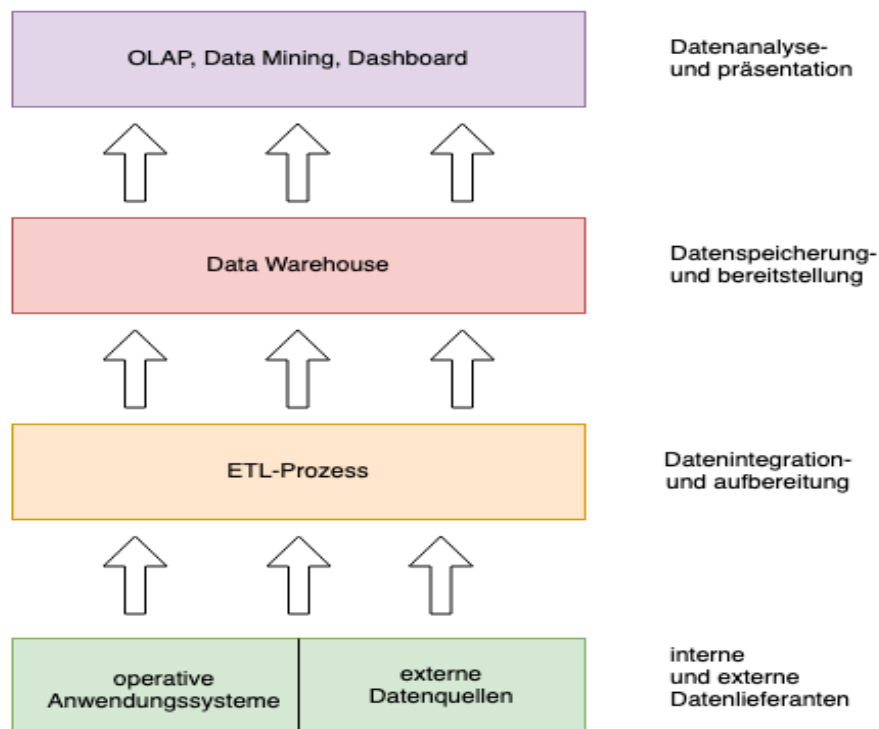 OLAP, Data Mining, Dashboard
Datenanalyse-
und präsentation
Data Warehouse
Datenspeicherung-
und bereitstellung
ETL-Prozess
Datenintegration-
und aufbereitung
operative
Anwendungssysteme
externe
Datenquellen
interne
und externe
Datenlieferanten